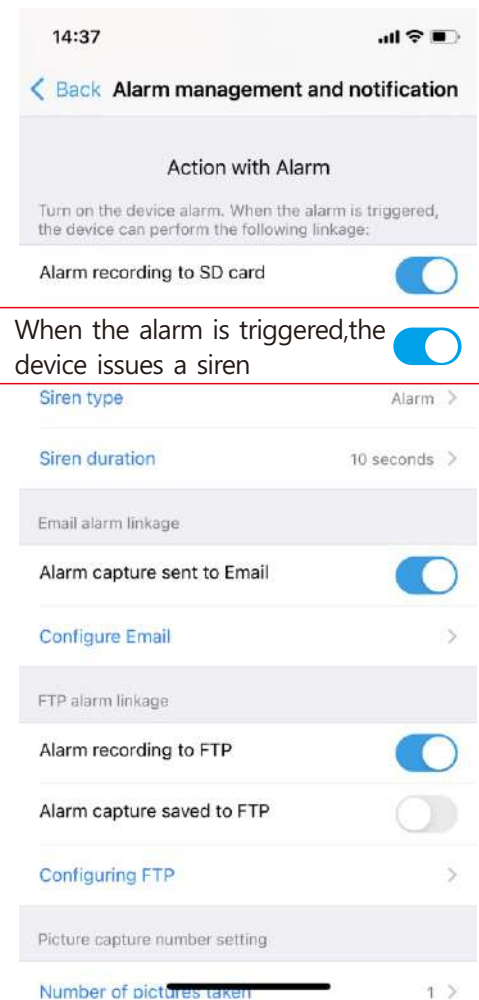 14:37
Back Alarm management and notification
Action with Alarm
Turn on the device alarm. When the alarm is triggered,
the device can perform the following linkage:
Alarm recording to SD card
When the alarm is triggered,the
device issues a siren
Siren type Alarm
Siren duration 10 seconds
Email alarm linkage
Alarm capture sent to Email
Configure Email
FTP alarm linkage
Alarm recording to FTP
Alarm capture saved to FTP
Configuring FTP
Picture capture number setting
Number of pictures taken 1